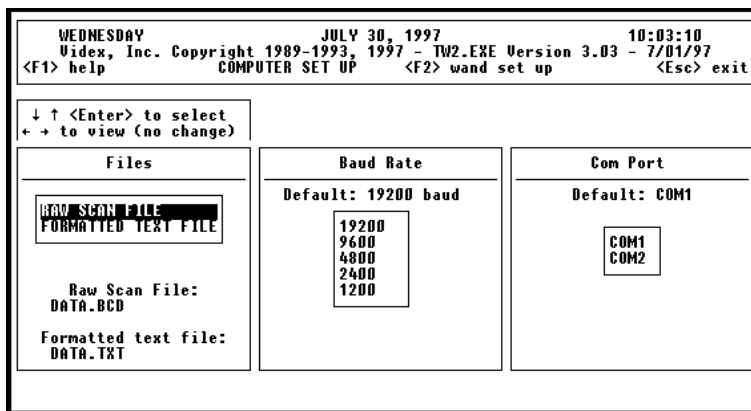 WEDNESDAY JULY 30, 1997 10:03:10
Videx, Inc. Copyright 1989-1993, 1997 - TW2.EXE Version 3.03 - 7/01/97
<F1> help COMPUTER SET UP <F2> wand set up <Esc> exit
↓ ↑ <Enter> to select
← → to view (no change)
Files
RAW SCAN FILE
FORMATTED TEXT FILE
Raw Scan File:
DATA.BCD
Formatted text file:
DATA.TXT
Baud Rate
Default: 19200 baud
19200
9600
4800
2400
1200
Com Port
Default: COM1
COM1
COM2